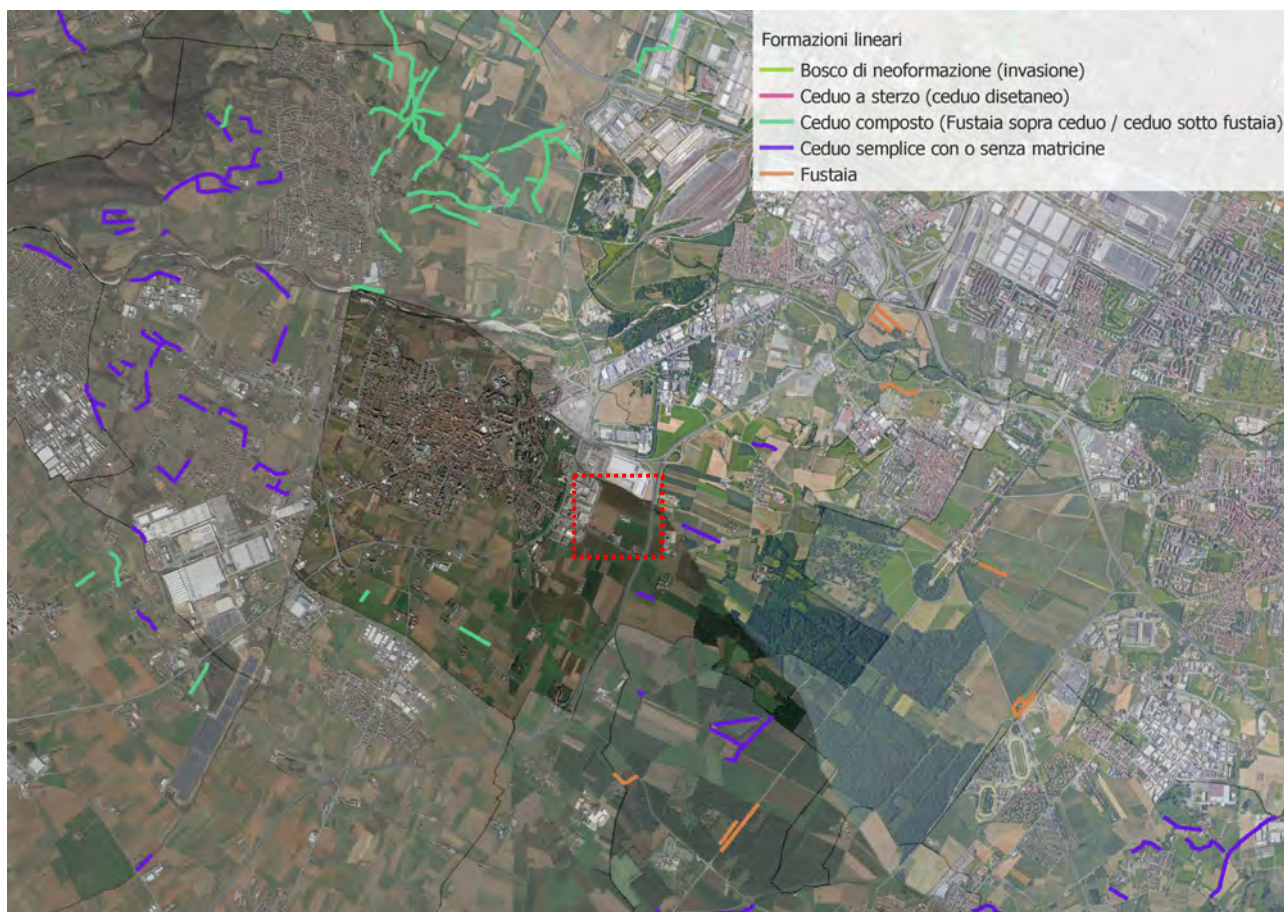 Formazioni lineari
Bosco di neoformazione (invasione)
Ceduo a sterzo (ceduo disetaneo)
Ceduo composto (Fustaia sopra ceduo / ceduo sotto fustaia)
Ceduo semplice con o senza matricine
Fustaia